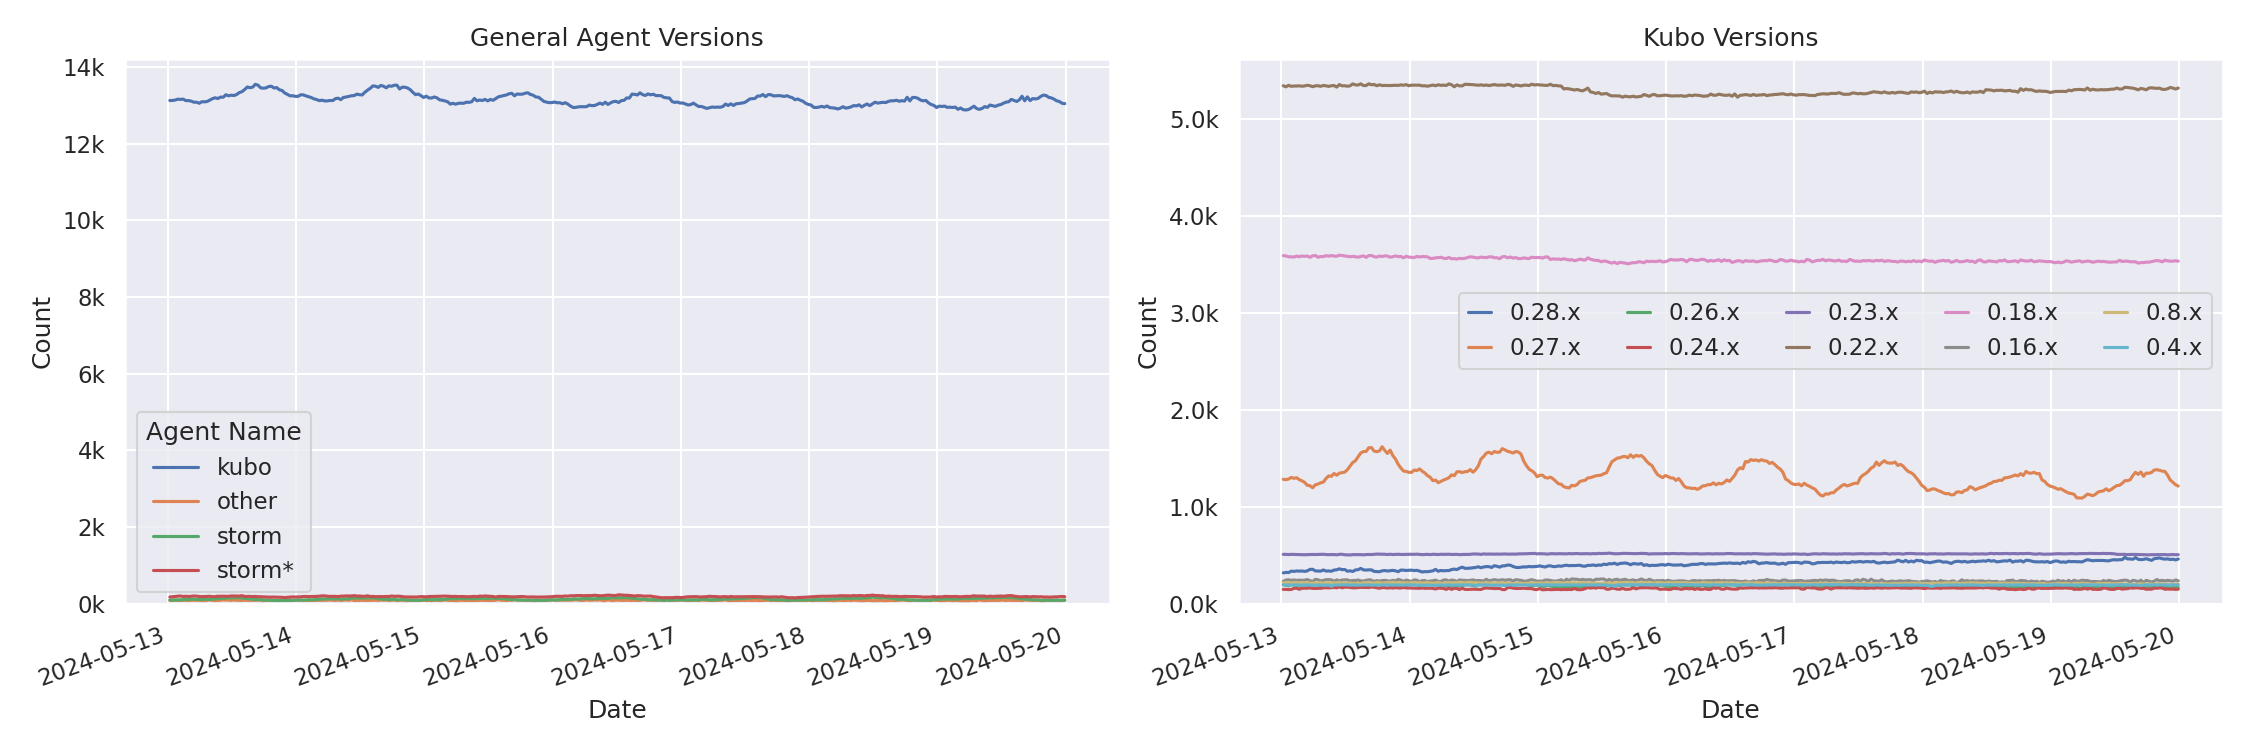 General Agent Versions
14k
12k
10k
8k
6k
4k
2k
0k
Count
Agent Name
kubo
other
storm
storm*
2024-05-13
2024-05-14
2024-05-15
2024-05-16
2024-05-17
2024-05-18
2024-05-19
2024-05-20
Date
Kubo Versions
5.0k
4.0k
3.0k
2.0k
1.0k
0.0k
Count
0.28.x 0.26.x 0.23.x 0.18.x 0.8.x
0.27.x 0.24.x 0.22.x 0.16.x 0.4.x
2024-05-13
2024-05-14
2024-05-15
2024-05-16
2024-05-17
2024-05-18
2024-05-19
2024-05-20
Date